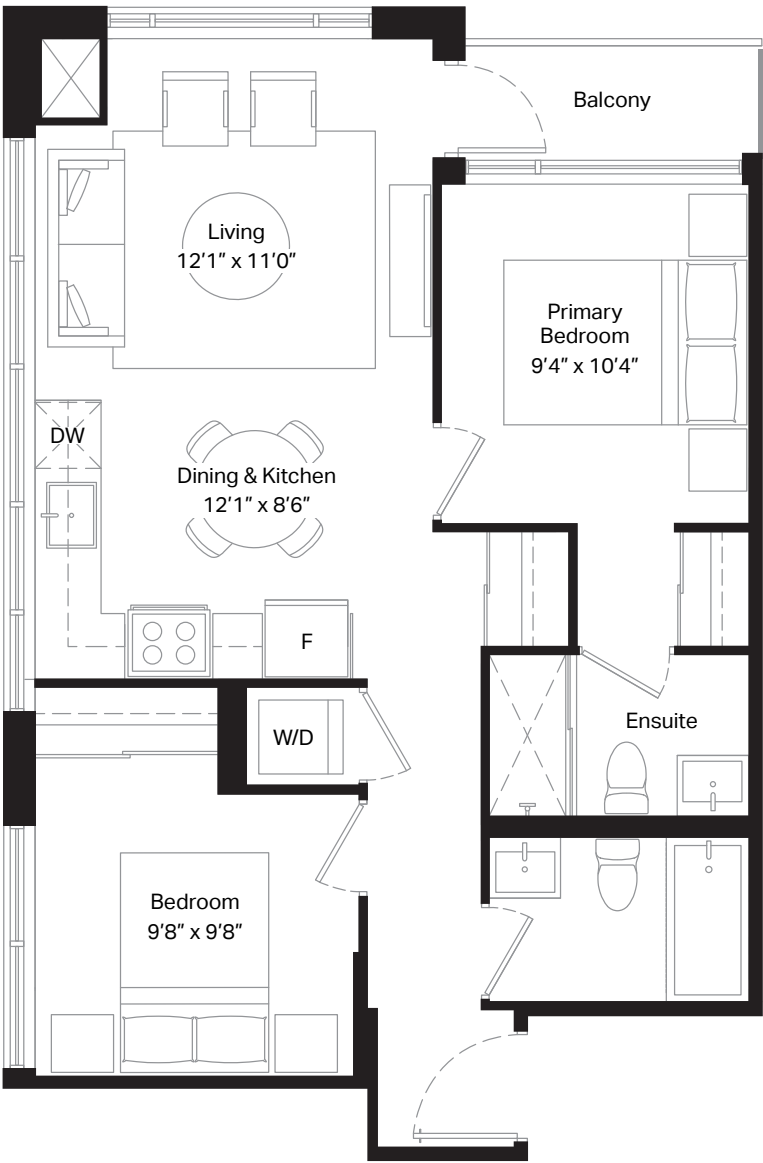 Balcony
Living
12'1" x 11'0"
Primary
Bedroom
9'4" x 10'4"
DW
Dining & Kitchen
12'1" x 8'6"
F
Ensuite
W/D
Bedroom
9'8" x 9'8"